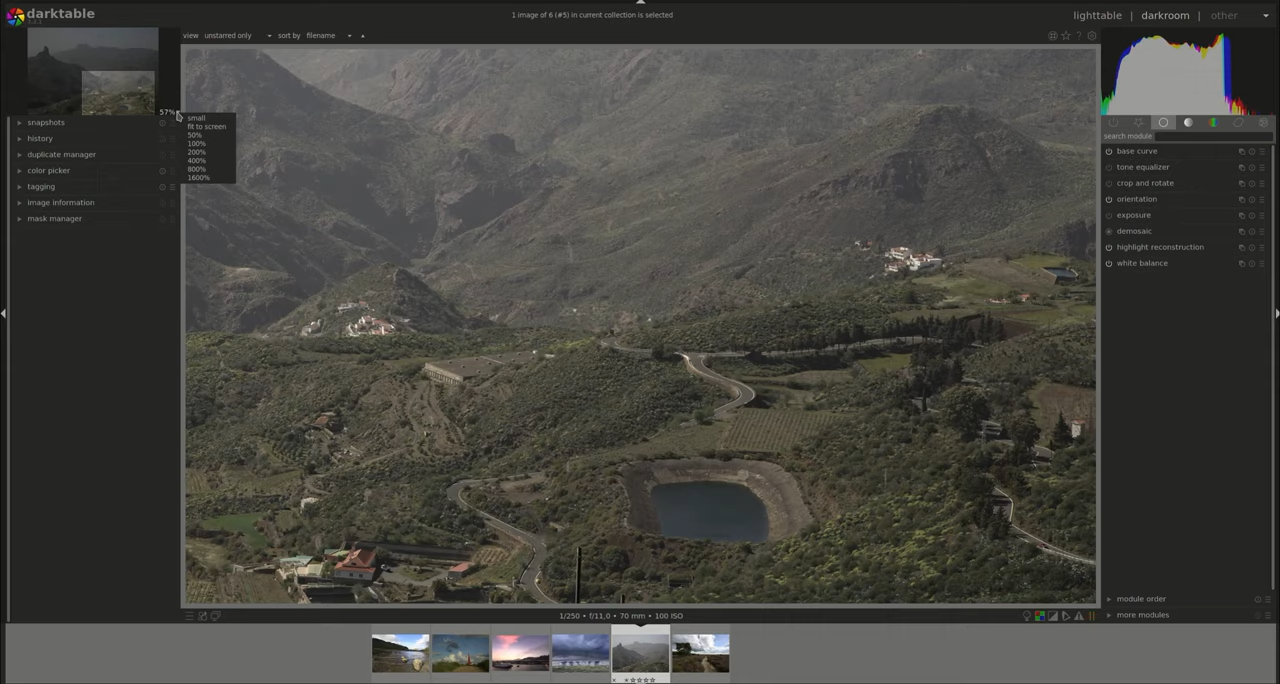 darktable
1 image of 6 (#5) in current collection is selected
lighttable | darkroom | other
view unstarred only sort by filename
57%
small
fit to screen
50%
100%
200%
400%
800%
1600%
snapshots
history
duplicate manager
color picker
tagging
image information
mask manager
search module
base curve
tone equalizer
crop and rotate
orientation
exposure
demosaic
highlight reconstruction
white balance
module order
more modules
1/250 • f/11,0 • 70 mm • 100 ISO